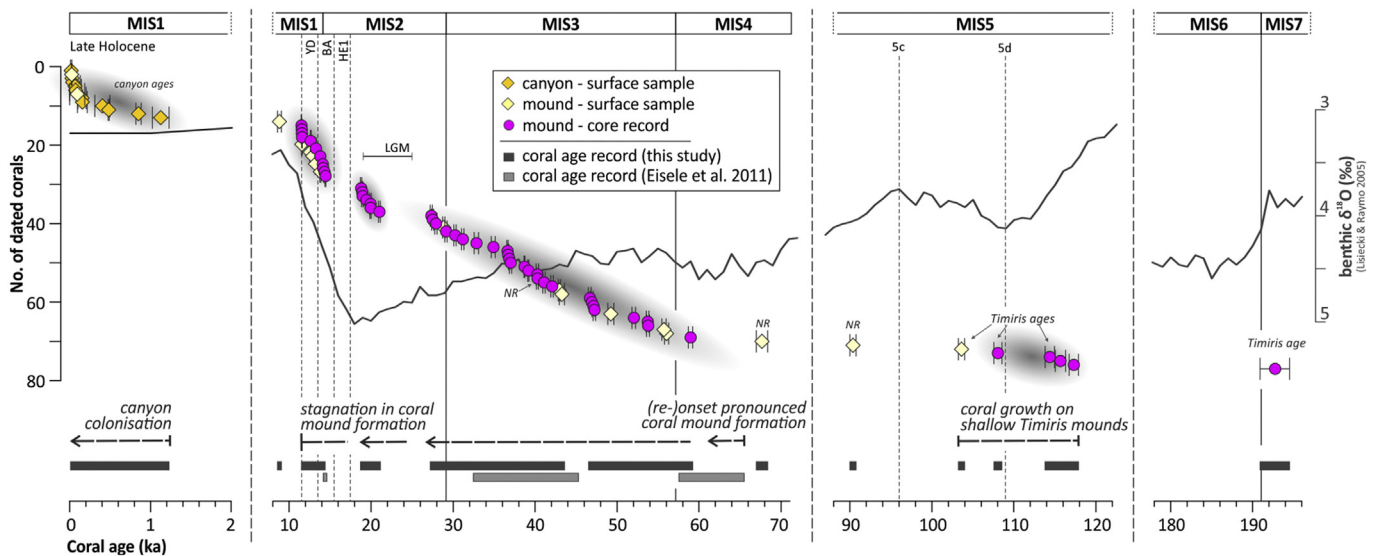 MIS1
MIS1
MIS2
MIS3
MIS4
MIS5
MIS6
MIS7
Late Holocene
YD
BA
HE1
5c
5d
0
20
40
60
80
No. of dated corals
canyon ages
LGM
canyon - surface sample
mound - surface sample
mound - core record
coral age record (this study)
coral age record (Eisele et al. 2011)
3
4
5
benthic δ¹⁸O (‰)
(Lisiecki & Raymo 2005)
NR
NR
NR
Timiris ages
Timiris age
canyon
colonisation
stagnation in coral
mound formation
(re-)onset pronounced
coral mound formation
coral growth on
shallow Timiris mounds
0
1
2
10
20
30
40
50
60
70
90
100
110
120
180
190
Coral age (ka)